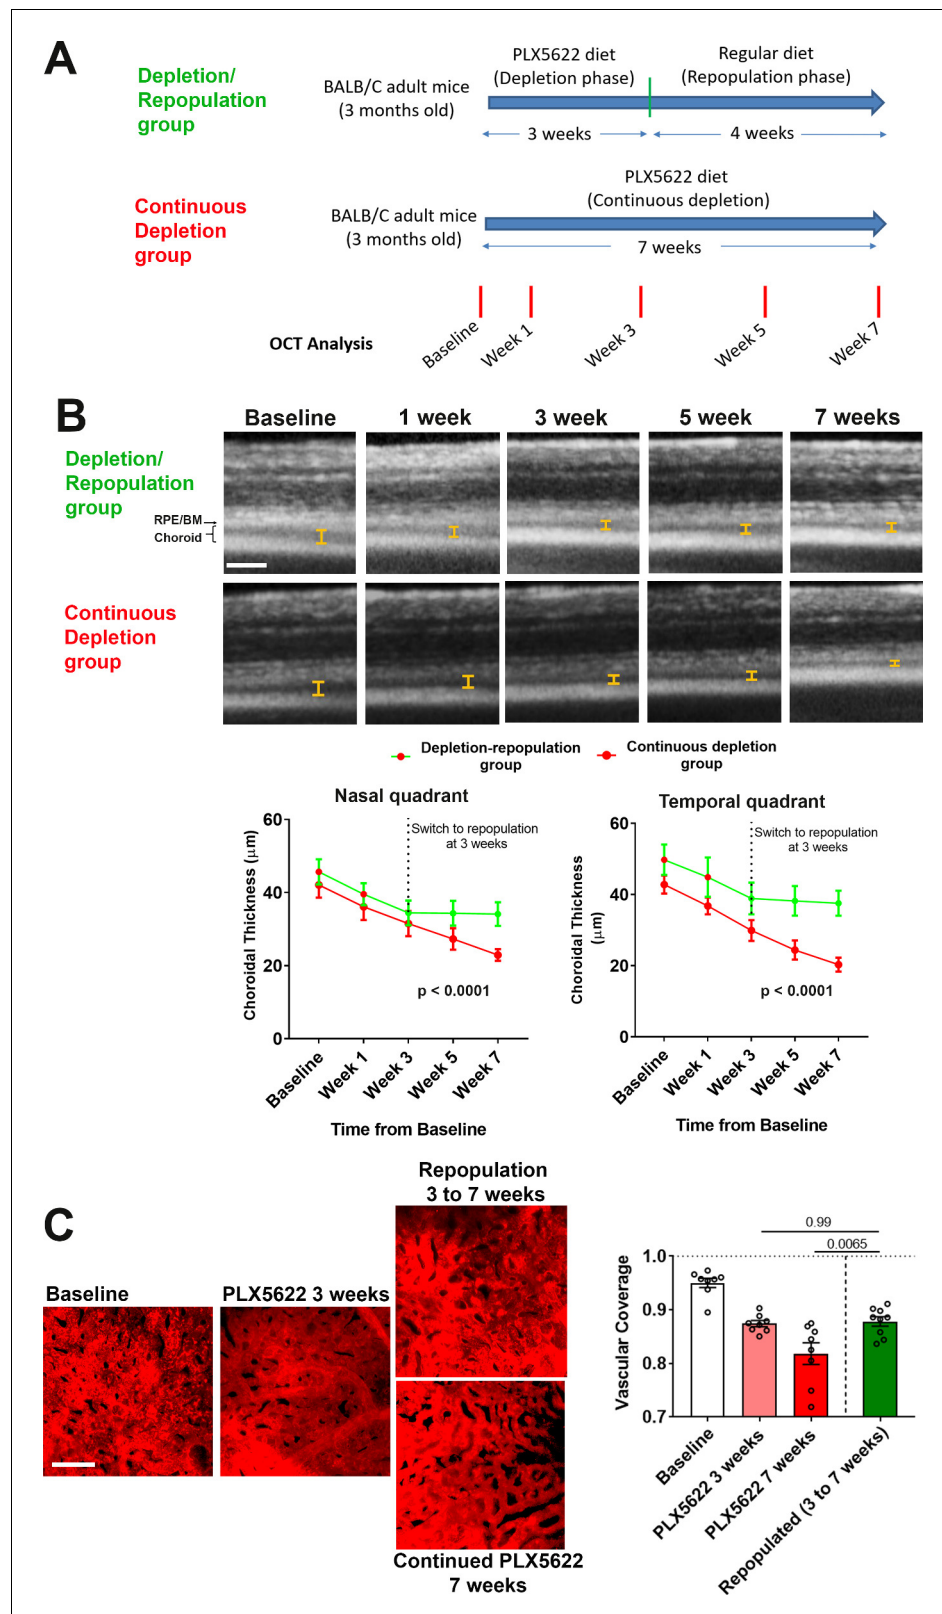 A
Depletion/
Repopulation
group
BALB/C adult mice
(3 months old)
PLX5622 diet
(Depletion phase)
Regular diet
(Repopulation phase)
3 weeks
4 weeks
Continuous
Depletion
group
BALB/C adult mice
(3 months old)
PLX5622 diet
(Continuous depletion)
7 weeks
OCT Analysis
Baseline
Week 1
Week 3
Week 5
Week 7
B
Baseline
1 week
3 week
5 week
7 weeks
Depletion/
Repopulation
group
RPE/BM
Choroid
Continuous
Depletion
group
Depletion-repopulation
group
Continuous depletion
group
Nasal quadrant
Choroidal Thickness (μm)
60
40
20
0
Switch to repopulation
at 3 weeks
p < 0.0001
Baseline
Week 1
Week 3
Week 5
Week 7
Time from Baseline
Temporal quadrant
Choroidal Thickness
(μm)
60
40
20
0
Switch to repopulation
at 3 weeks
p < 0.0001
Baseline
Week 1
Week 3
Week 5
Week 7
Time from Baseline
C
Baseline
PLX5622 3 weeks
Repopulation
3 to 7 weeks
Continued PLX5622
7 weeks
Vascular Coverage
1.0
0.9
0.8
0.7
0.99
0.0065
Baseline
PLX5622 3 weeks
PLX5622 7 weeks
Repopulated (3 to 7 weeks)